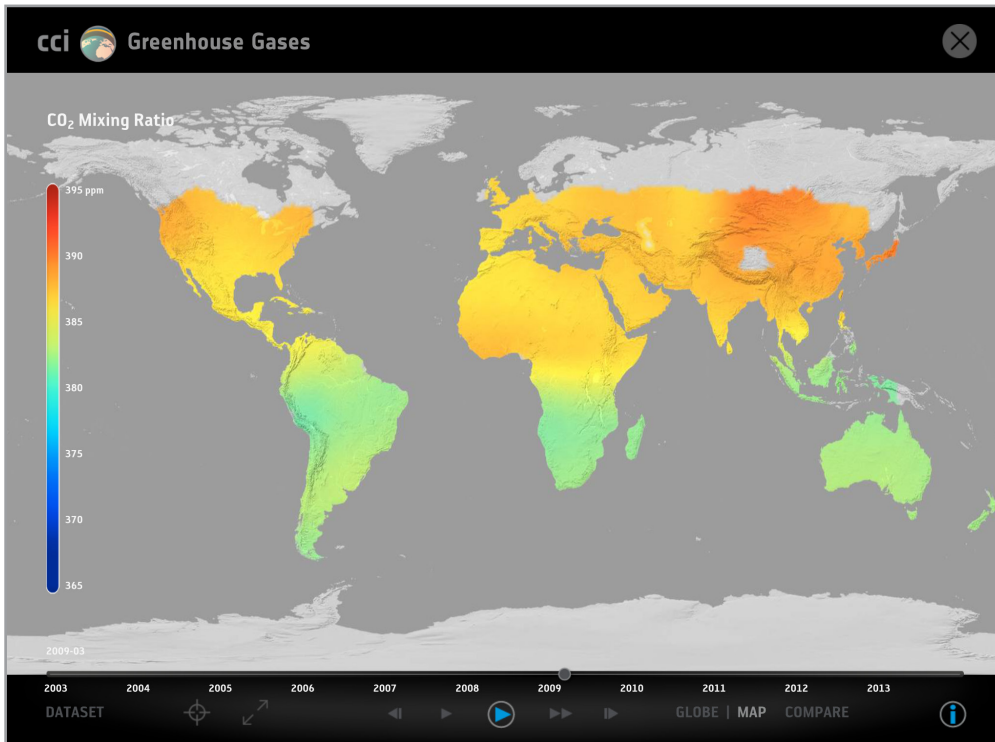 cci Greenhouse Gases
CO₂ Mixing Ratio
395 ppm
390
385
380
375
370
365
2009-03
2003 2004 2005 2006 2007 2008 2009 2010 2011 2012 2013
DATASET GLOBE | MAP COMPARE